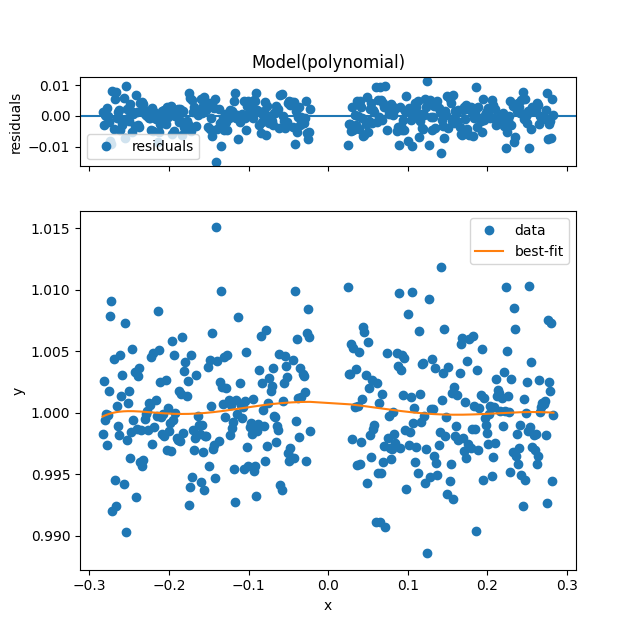 Model(polynomial)
0.01
0.00
−0.01
residuals
residuals
1.015
1.010
1.005
1.000
0.995
0.990
y
data
best-fit
−0.3
−0.2
−0.1
0.0
0.1
0.2
0.3
x